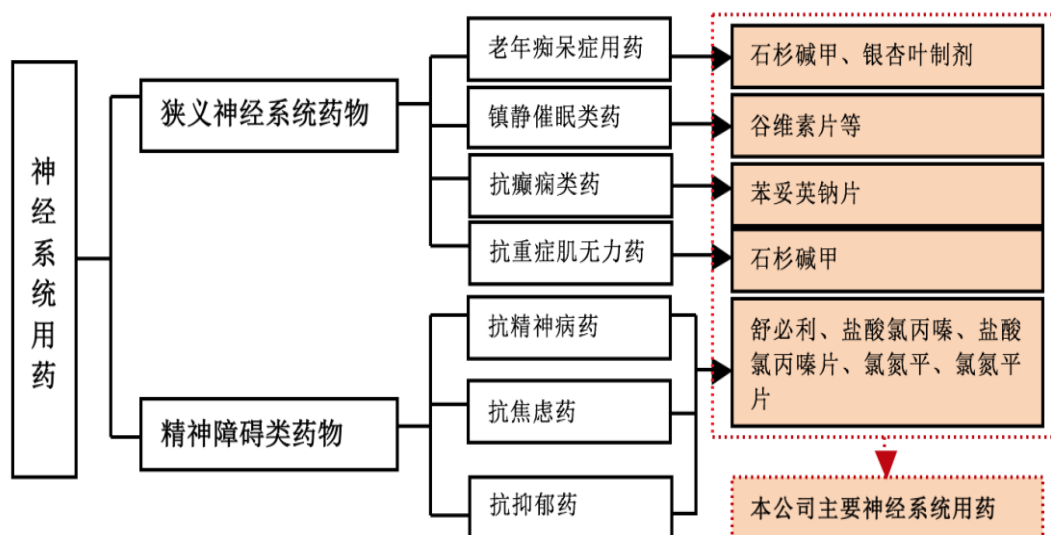 神经系统用药
狭义神经系统药物
精神障碍类药物
老年痴呆症用药
镇静催眠类药
抗癫痫类药
抗重症肌无力药
抗精神病药
抗焦虑药
抗抑郁药
石杉碱甲、银杏叶制剂
谷维素片等
苯妥英钠片
石杉碱甲
舒必利、盐酸氯丙嗪、盐酸
氯丙嗪片、氯氮平、氯氮平
片
本公司主要神经系统用药